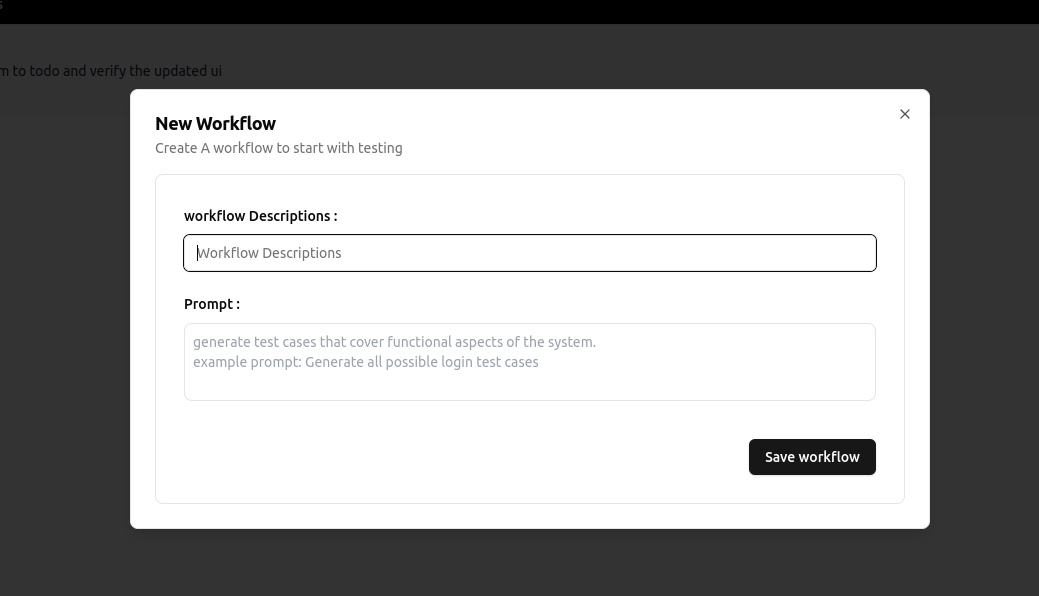 m to todo and verify the updated ui
New Workflow
Create A workflow to start with testing
workflow Descriptions :
Workflow Descriptions
Prompt :
generate test cases that cover functional aspects of the system.
example prompt: Generate all possible login test cases
Save workflow